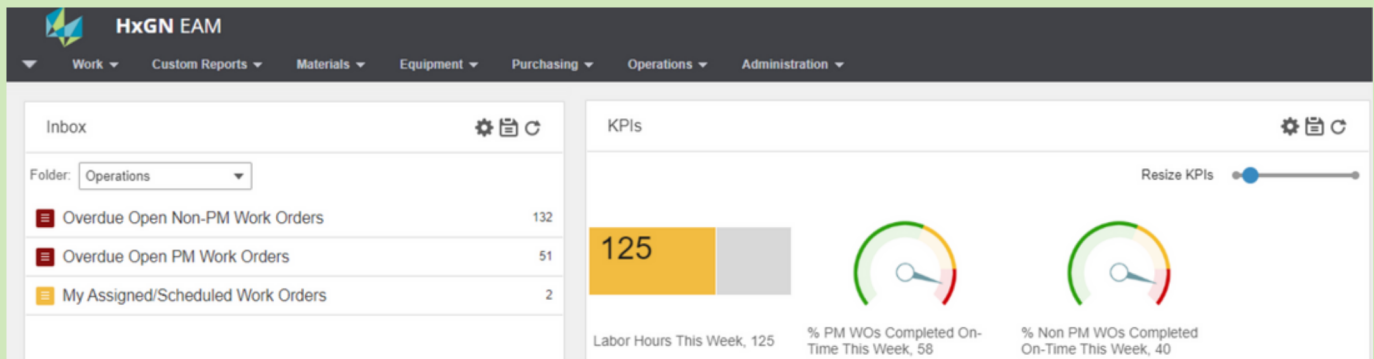 HxGN EAM
Work Custom Reports Materials Equipment Purchasing Operations Administration
Inbox
Folder: Operations
Overdue Open Non-PM Work Orders 132
Overdue Open PM Work Orders 51
My Assigned/Scheduled Work Orders 2
KPIs
Resize KPIs
125
Labor Hours This Week, 125
% PM WOs Completed On-
Time This Week, 58
% Non PM WOs Completed
On-Time This Week, 40